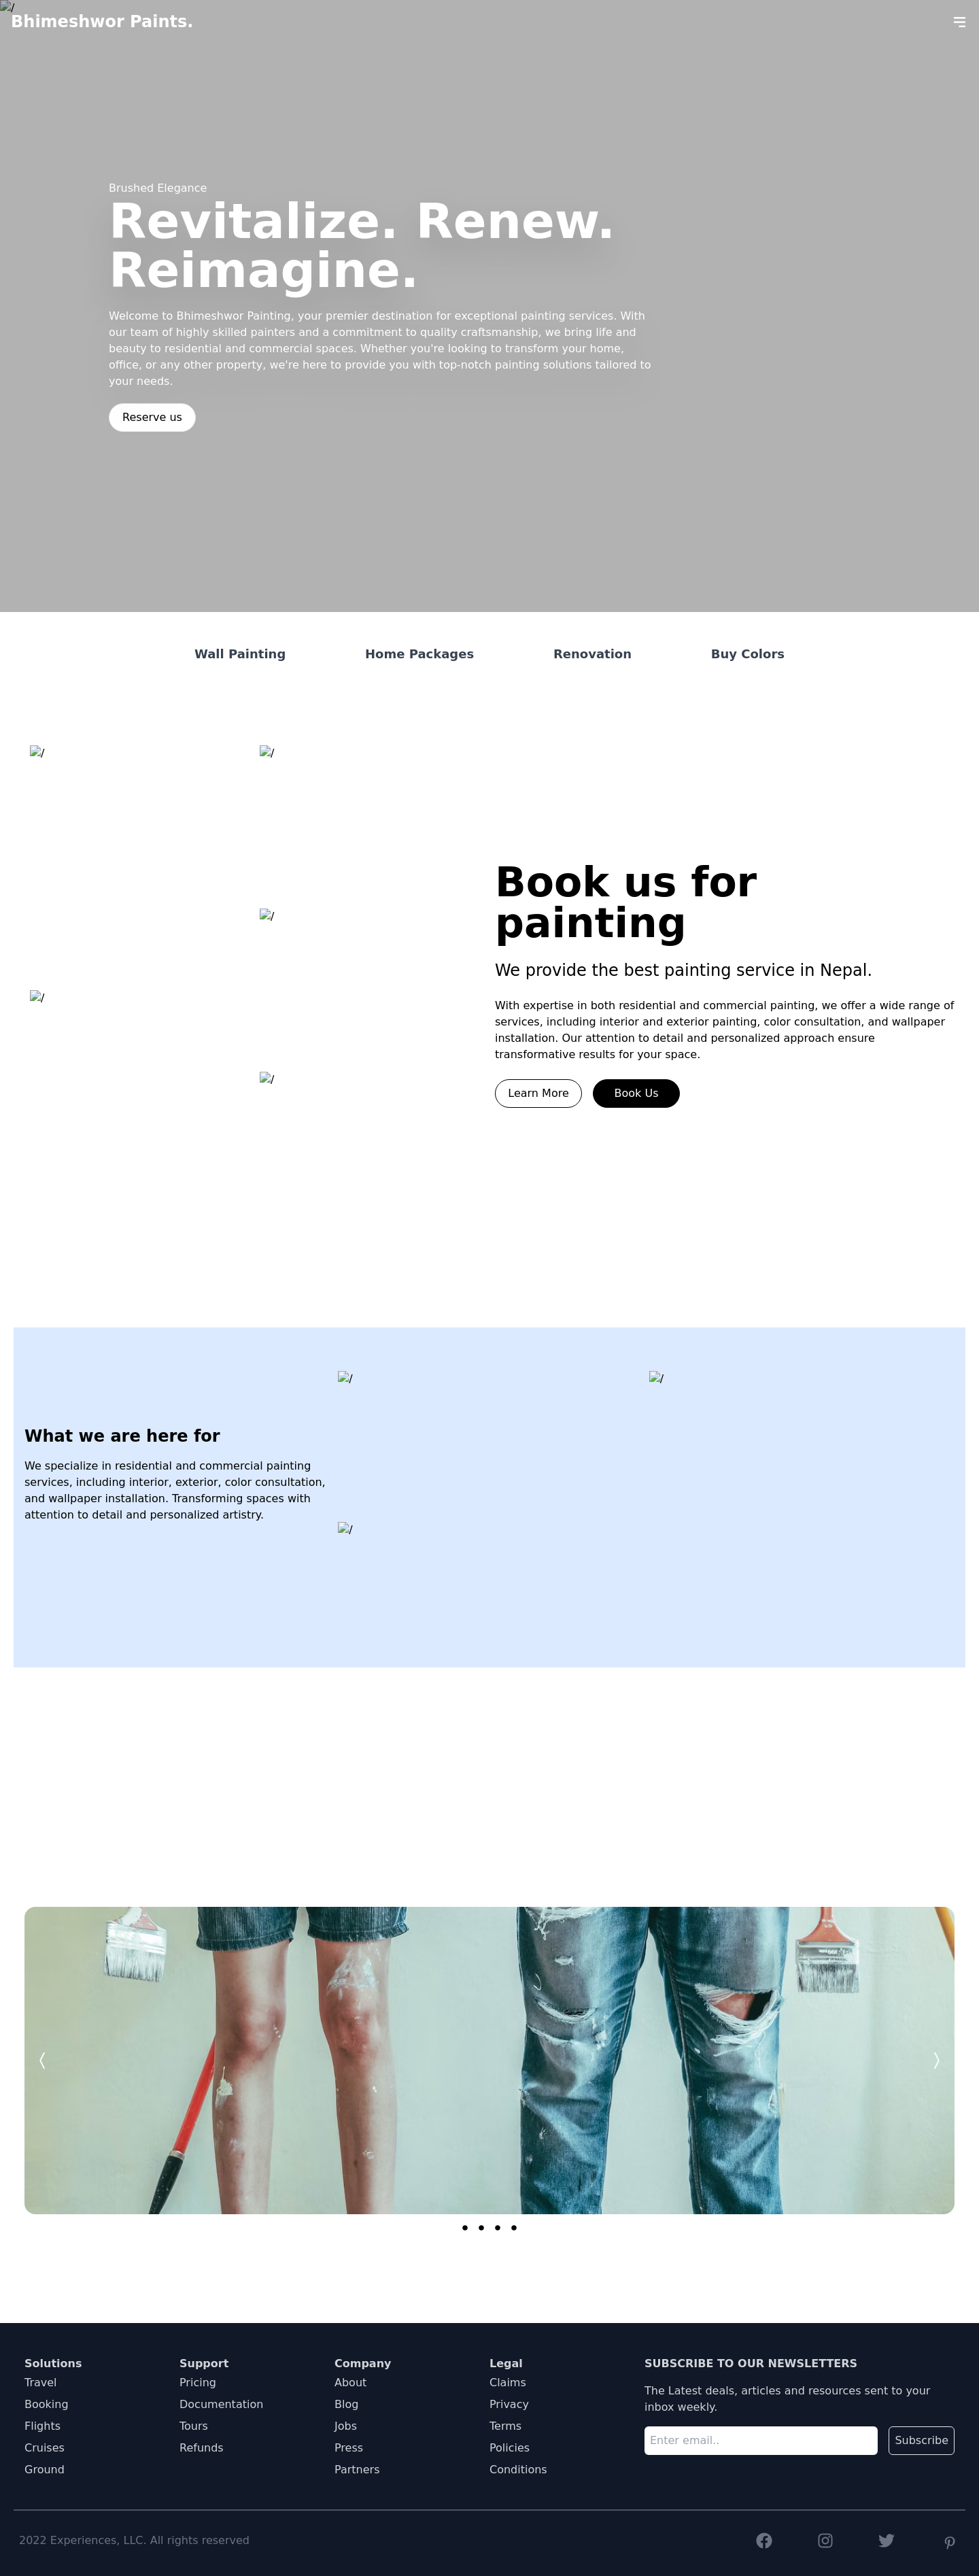 Bhimeshwor Paints.
Brushed Elegance
Revitalize. Renew.
Reimagine.
Welcome to Bhimeshwor Painting, your premier destination for exceptional painting services. With
our team of highly skilled painters and a commitment to quality craftsmanship, we bring life and
beauty to residential and commercial spaces. Whether you're looking to transform your home,
office, or any other property, we're here to provide you with top-notch painting solutions tailored to
your needs.
Reserve us
Wall Painting
Home Packages
Renovation
Buy Colors
/
/
/
/
/
Book us for
painting
We provide the best painting service in Nepal.
With expertise in both residential and commercial painting, we offer a wide range of
services, including interior and exterior painting, color consultation, and wallpaper
installation. Our attention to detail and personalized approach ensure
transformative results for your space.
Learn More
Book Us
/
/
What we are here for
We specialize in residential and commercial painting
services, including interior, exterior, color consultation,
and wallpaper installation. Transforming spaces with
attention to detail and personalized artistry.
/
Solutions
Travel
Booking
Flights
Cruises
Ground
Support
Pricing
Documentation
Tours
Refunds
Company
About
Blog
Jobs
Press
Partners
Legal
Claims
Privacy
Terms
Policies
Conditions
SUBSCRIBE TO OUR NEWSLETTERS
The Latest deals, articles and resources sent to your
inbox weekly.
Enter email..
Subscribe
2022 Experiences, LLC. All rights reserved